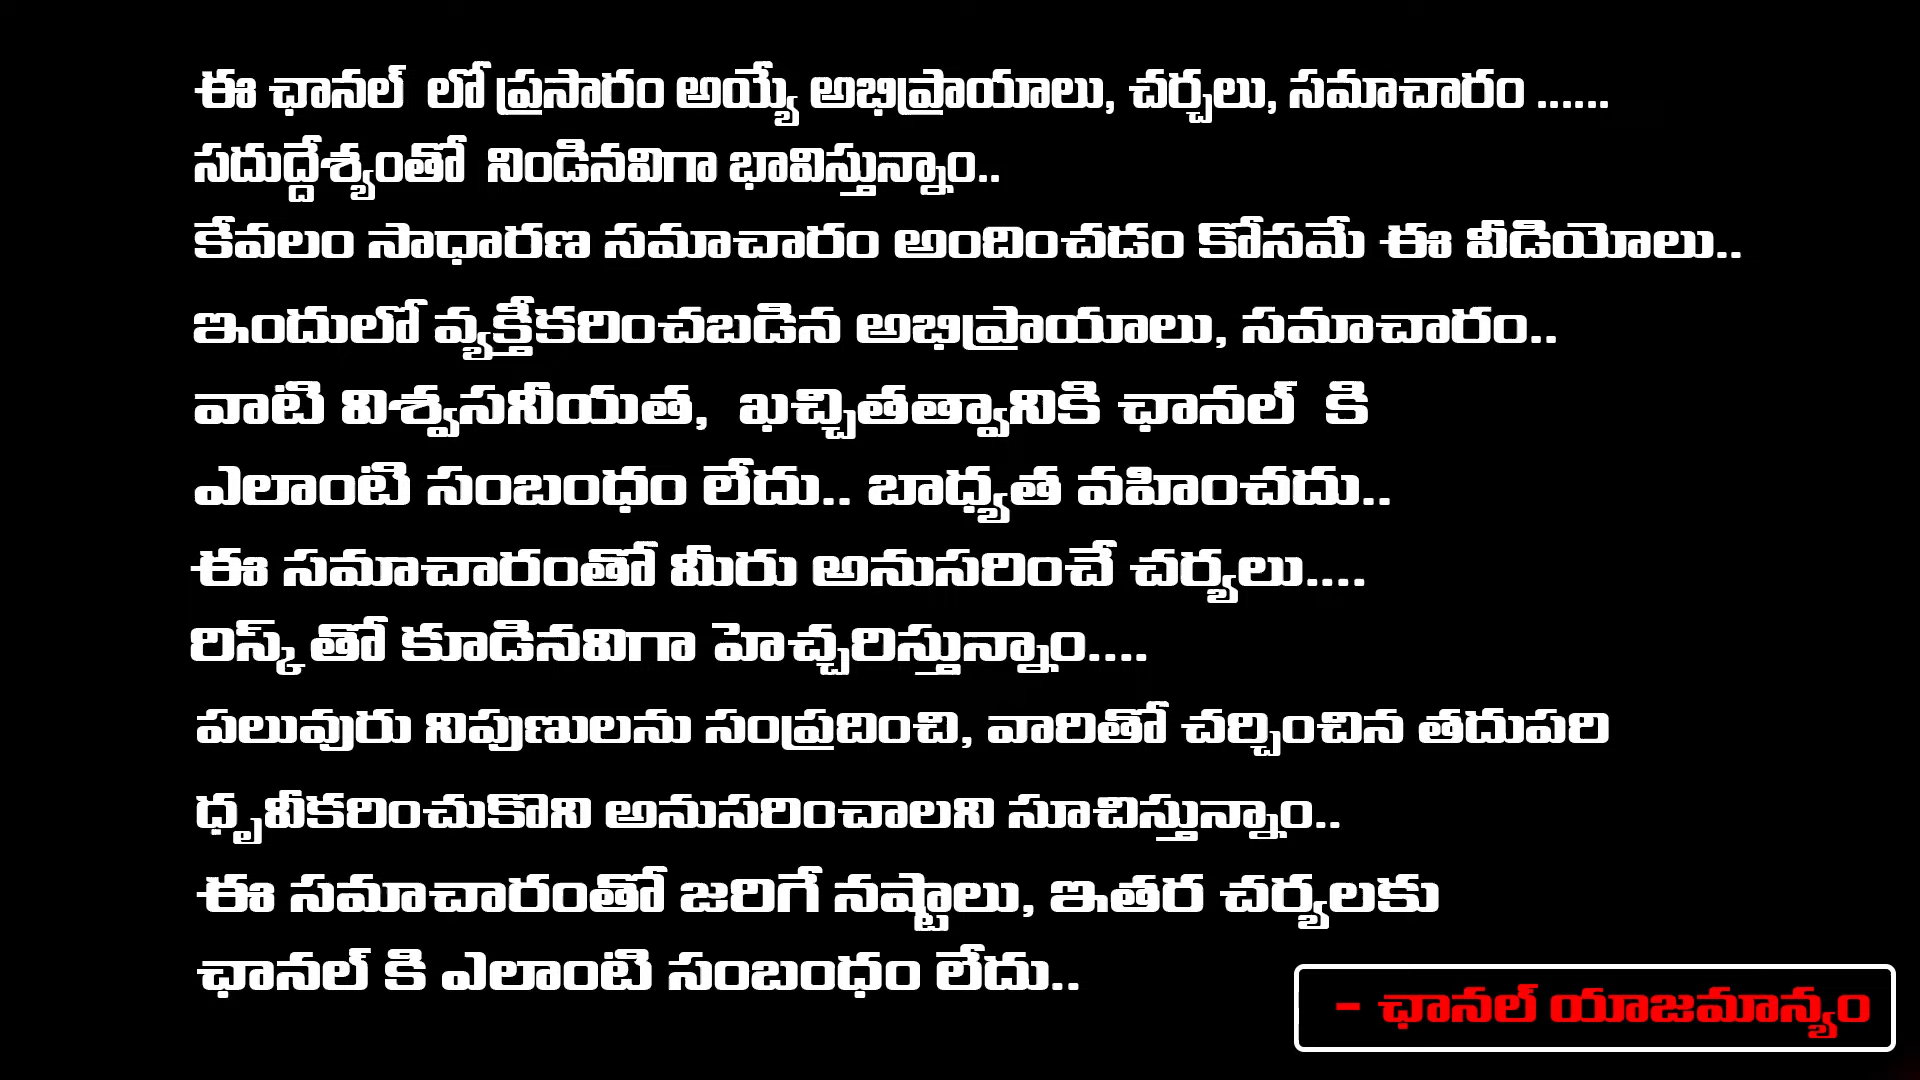 ఈ ఛానల్ లో ప్రసారం అయ్యే అభిప్రాయాలు, చర్చలు, సమాచారం ......
సదుద్దేశ్యంతో నిండినవిగా భావిస్తున్నాం..
కేవలం సాధారణ సమాచారం అందించడం కోసమే ఈ వీడియోలు..
ఇందులో వ్యక్తీకరించబడిన అభిప్రాయాలు, సమాచారం..
వాటి విశ్వసనీయత, ఖచ్చితత్వానికి ఛానల్ కి
ఎలాంటి సంబంధం లేదు.. బాధ్యత వహించదు..
ఈ సమాచారంతో మీరు అనుసరించే చర్యలు....
రిస్క్ తో కూడినవిగా హెచ్చరిస్తున్నాం....
పలువురు నిపుణులను సంప్రదించి, వారితో చర్చించిన తదుపరి
ధృవీకరించుకొని అనుసరించాలని సూచిస్తున్నాం..
ఈ సమాచారంతో జరిగే నష్టాలు, ఇతర చర్యలకు
ఛానల్ కి ఎలాంటి సంబంధం లేదు..
- ఛానల్ యాజమాన్యం